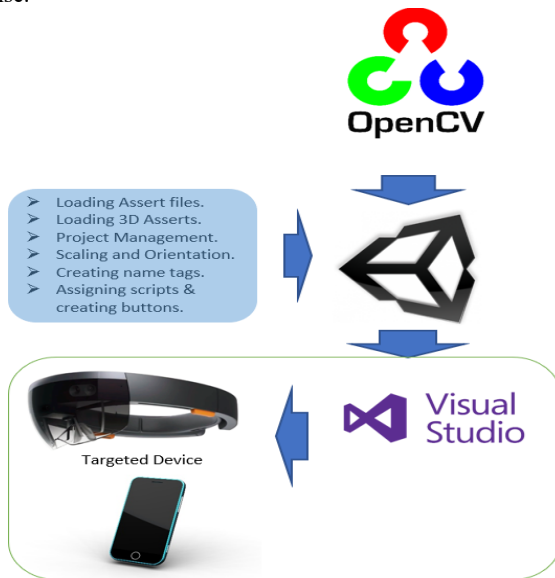 OpenCV
➢ Loading Assert files.
➢ Loading 3D Asserts.
➢ Project Management.
➢ Scaling and Orientation.
➢ Creating name tags.
➢ Assigning scripts &
creating buttons.
Visual
Studio
Targeted Device